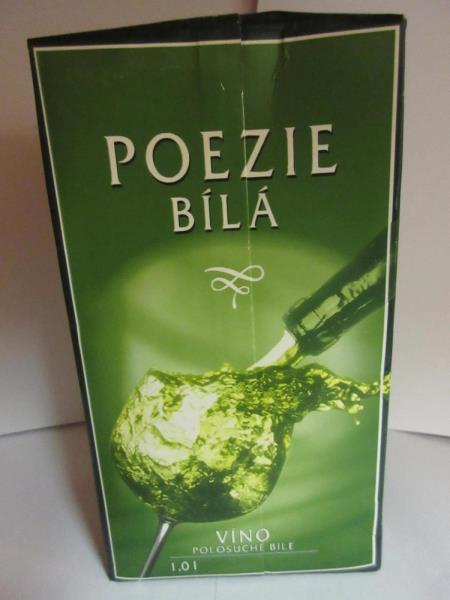 POEZIE
BÍLÁ
VÍNO
POLOSUCHÉ BÍLÉ
1,0 l